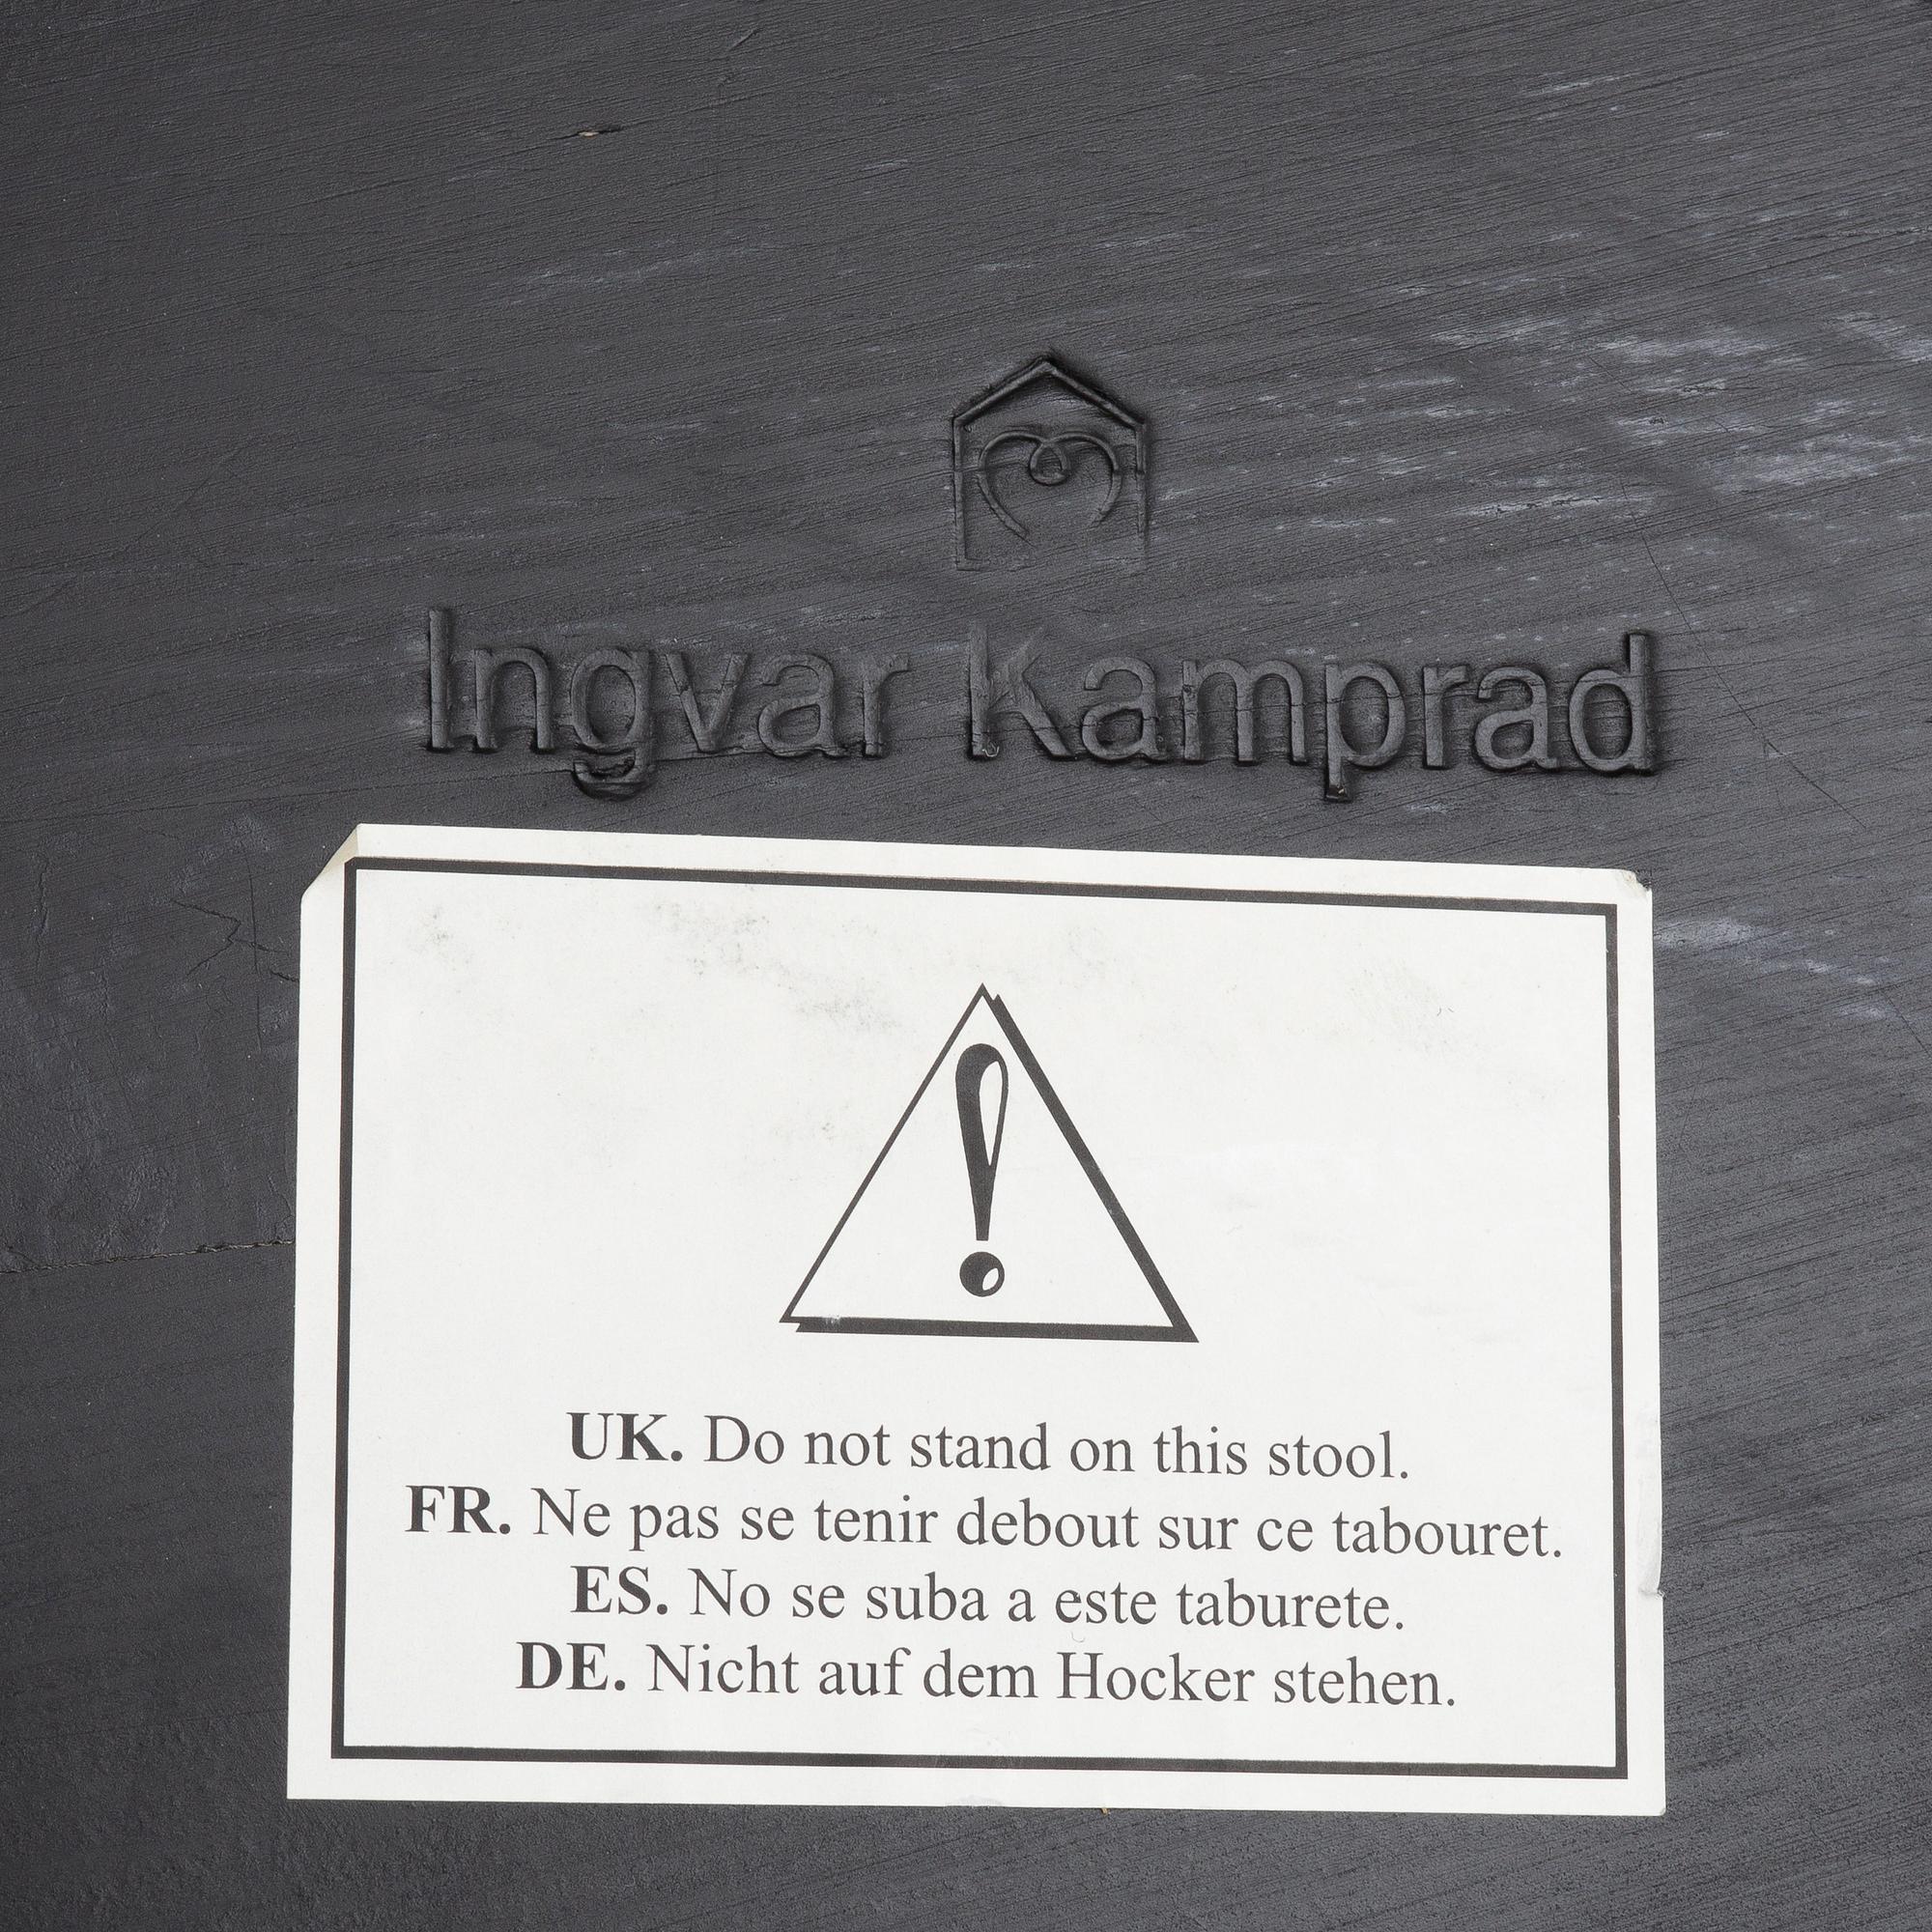 Ingvar Kamprad
UK. Do not stand on this stool.
FR. Ne pas se tenir debout sur ce tabouret.
ES. No se suba a este taburete.
DE. Nicht auf dem Hocker stehen.